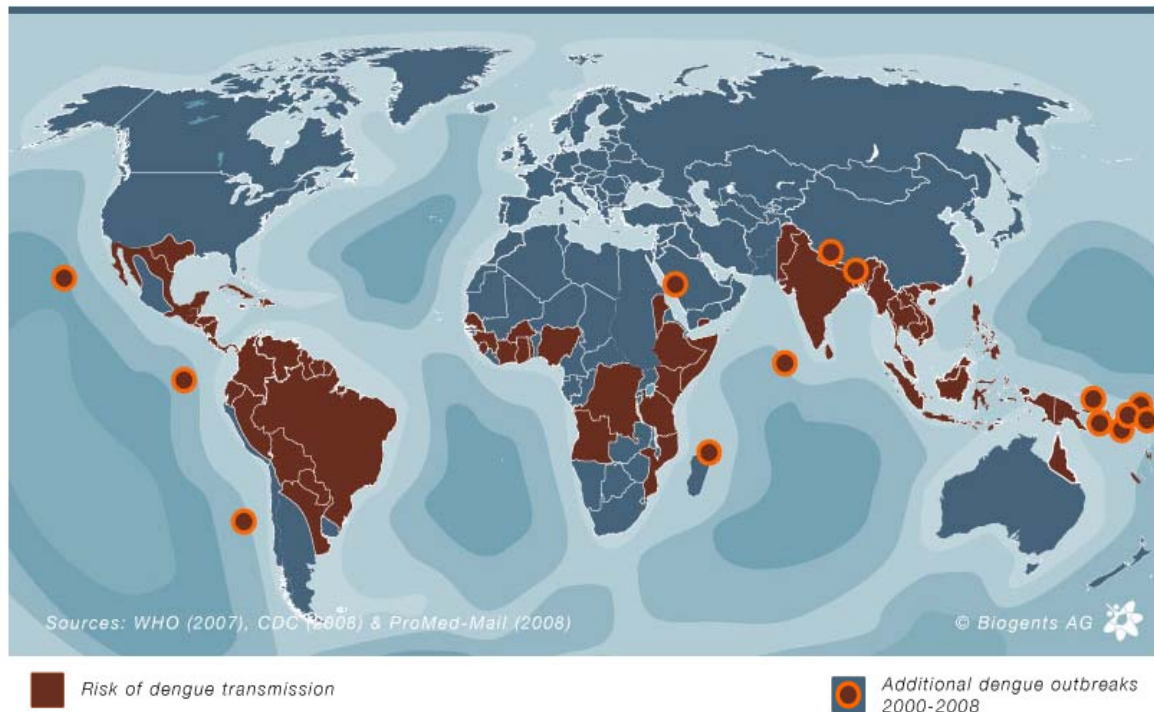 Sources: WHO (2007), CDC (2008) & ProMed-Mail (2008)
© Biogents AG
Risk of dengue transmission
Additional dengue outbreaks
2000-2008